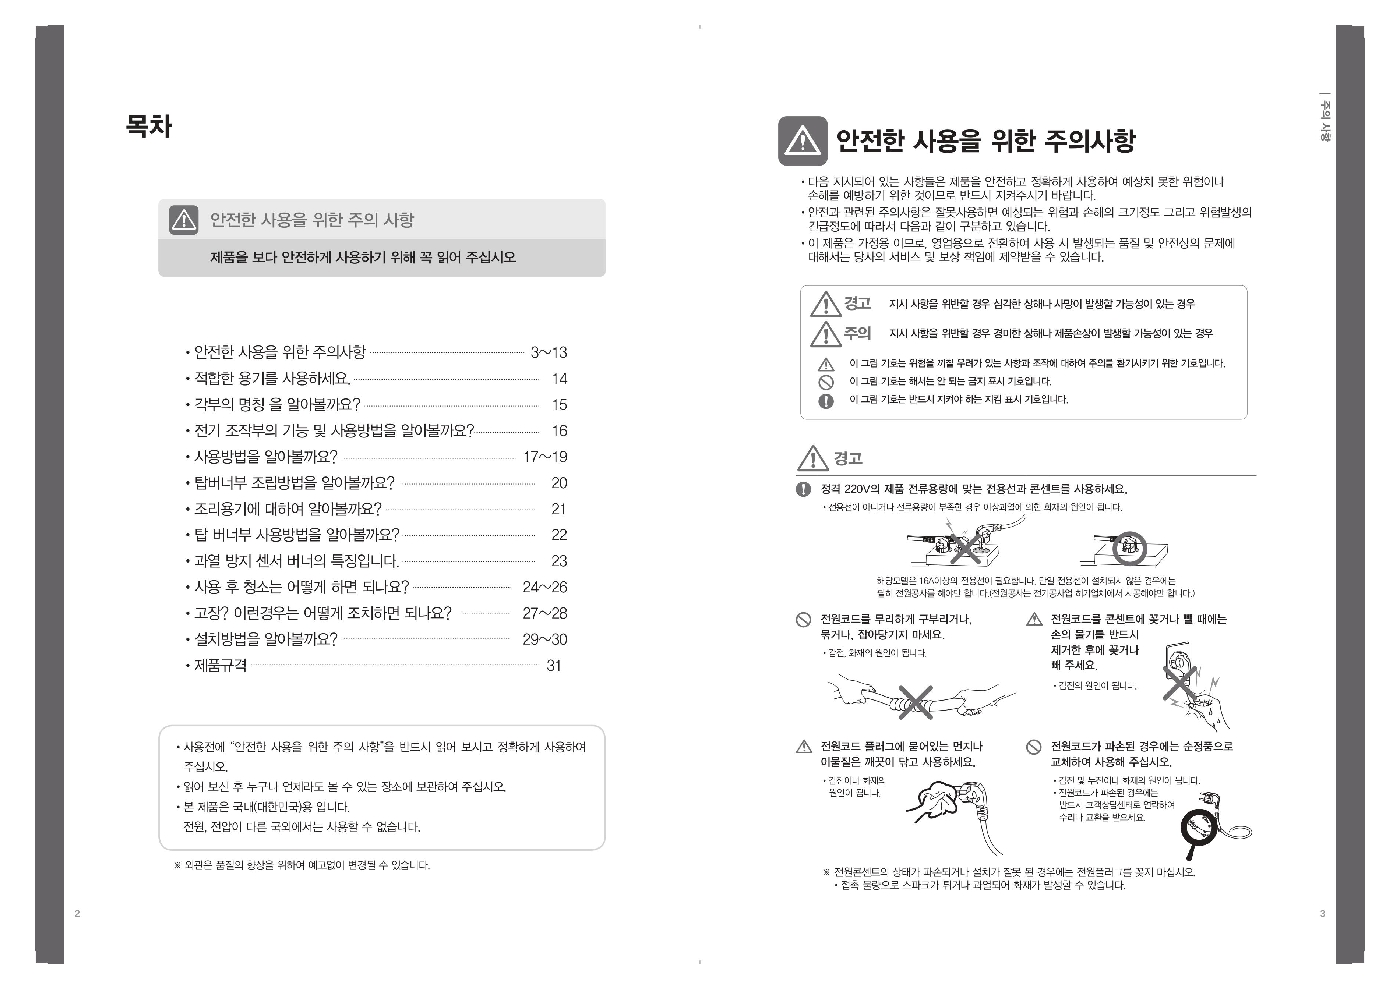 목차
안전한 사용을 위한 주의 사항
제품을 보다 안전하게 사용하기 위해 꼭 읽어 주십시오
• 안전한 사용을 위한 주의사항 3~13
• 적합한 용기를 사용하세요. 14
• 각부의 명칭 을 알아볼까요? 15
• 전기 조작부의 기능 및 사용방법을 알아볼까요? 16
• 사용방법을 알아볼까요? 17~19
• 탑버너부 조립방법을 알아볼까요? 20
• 조리용기에 대하여 알아볼까요? 21
• 탑 버너부 사용방법을 알아볼까요? 22
• 과열 방지 센서 버너의 특징입니다. 23
• 사용 후 청소는 어떻게 하면 되나요? 24~26
• 고장? 이런경우는 어떻게 조치하면 되나요? 27~28
• 설치방법을 알아볼까요? 29~30
• 제품규격 31
• 사용전에 “안전한 사용을 위한 주의 사항”을 반드시 읽어 보시고 정확하게 사용하여
주십시오.
• 읽어 보신 후 누구나 언제라도 볼 수 있는 장소에 보관하여 주십시오.
• 본 제품은 국내(대한민국)용 입니다.
전원, 전압이 다른 국외에서는 사용할 수 없습니다.
※ 외관은 품질의 향상을 위하여 예고없이 변경될 수 있습니다.
2
주의 사항
안전한 사용을 위한 주의사항
• 다음 지시되어 있는 사항들은 제품을 안전하고 정확하게 사용하여 예상치 못한 위험이나
손해를 예방하기 위한 것이므로 반드시 지켜주시기 바랍니다.
• 안전과 관련된 주의사항은 잘못사용하면 예상되는 위험과 손해의 크기정도 그리고 위험발생의
긴급정도에 따라서 다음과 같이 구분하고 있습니다.
• 이 제품은 가정용 이므로, 영업용으로 전환하여 사용 시 발생되는 품질 및 안전상의 문제에
대해서는 당사의 서비스 및 보상 책임에 제약받을 수 있습니다.
경고 지시 사항을 위반할 경우 심각한 상해나 사망이 발생할 가능성이 있는 경우
주의 지시 사항을 위반할 경우 경미한 상해나 제품손상이 발생할 가능성이 있는 경우
이 그림 기호는 위험을 끼칠 우려가 있는 사항과 조작에 대하여 주의를 환기시키기 위한 기호입니다.
이 그림 기호는 해서는 안 되는 금지 표시 기호입니다.
이 그림 기호는 반드시 지켜야 하는 지킴 표시 기호입니다.
경고
정격 220V의 제품 전류용량에 맞는 전용선과 콘센트를 사용하세요.
• 전용선이 아니거나 전류용량이 부족한 경우 이상과열에 의한 화재의 원인이 됩니다.
해당모델은 16A이상의 전용선이 필요합니다. 만일 전용선이 설치되지 않은 경우에는
필히 전원공사를 해야만 합니다.(전원공사는 전기공사업 허가업체에서 시공해야만 합니다.)
전원코드를 무리하게 구부리거나,
묶거나, 잡아당기지 마세요.
• 감전, 화재의 원인이 됩니다.
전원코드를 콘센트에 꽂거나 뺄 때에는
손의 물기를 반드시
제거한 후에 꽂거나
빼 주세요.
• 감전의 원인이 됩니다.
전원코드 플러그에 묻어있는 먼지나
이물질은 깨끗이 닦고 사용하세요.
• 감전이나 화재의
원인이 됩니다.
전원코드가 파손된 경우에는 순정품으로
교체하여 사용해 주십시오.
• 감전 및 누전이나 화재의 원인이 됩니다.
• 전원코드가 파손된 경우에는
반드시 고객상담센터로 연락하여
수리나 교환을 받으세요.
※ 전원콘센트의 상태가 파손되거나 설치가 잘못 된 경우에는 전원플러그를 꽂지 마십시오.
• 접촉 불량으로 스파크가 튀거나 과열되어 화재가 발생할 수 있습니다.
3